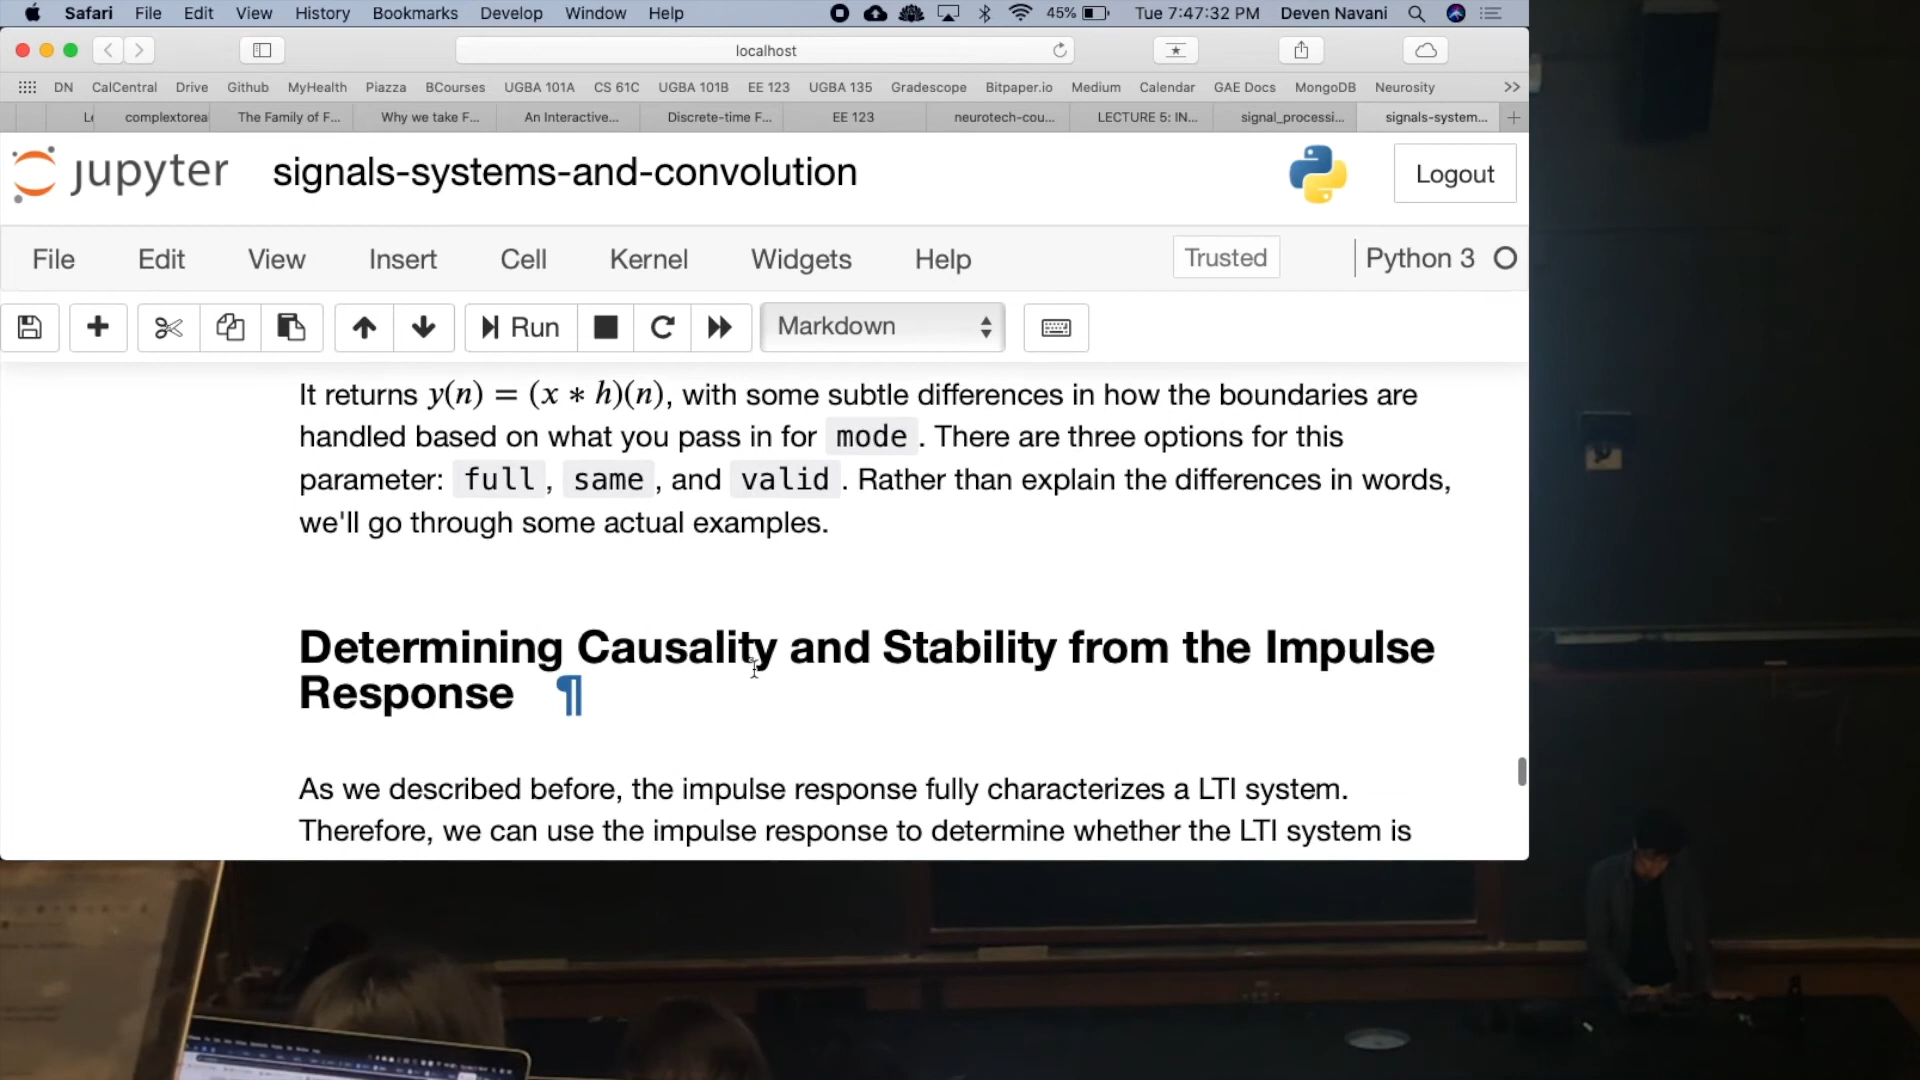 Safari File Edit View History Bookmarks Develop Window Help 45% Tue 7:47:32 PM Deven Navani
localhost
DN CalCentral Drive Github MyHealth Piazza BCourses UGBA 101A CS 61C UGBA 101B EE 123 UGBA 135 Gradescope Bitpaper.io Medium Calendar GAE Docs MongoDB Neurosity >>
complextorea The Family of F... Why we take F... An Interactive... Discrete-time F... EE 123 neurotech-cou... LECTURE 5: IN... signal_processi... signals-system...
jupyter signals-systems-and-convolution Logout
File Edit View Insert Cell Kernel Widgets Help Trusted Python 3
Run Markdown
It returns y(n) = (x ∗ h)(n), with some subtle differences in how the boundaries are
handled based on what you pass in for mode . There are three options for this
parameter: full , same , and valid . Rather than explain the differences in words,
we'll go through some actual examples.
Determining Causality and Stability from the Impulse
Response ¶
As we described before, the impulse response fully characterizes a LTI system.
Therefore, we can use the impulse response to determine whether the LTI system is